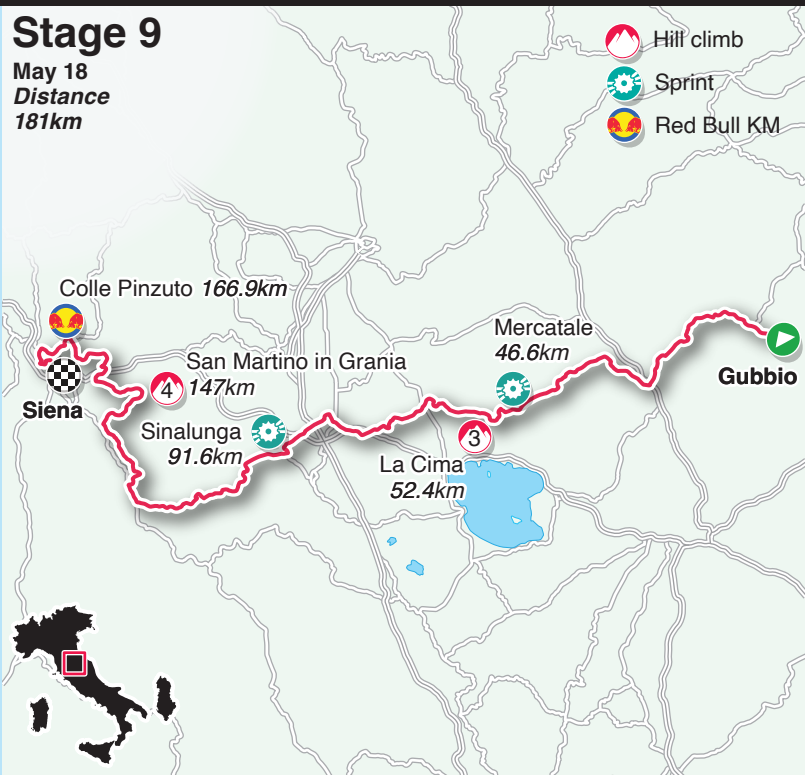 Stage 9
May 18
Distance
181km
Hill climb
Sprint
Red Bull KM
Colle Pinzuto 166.9km
Mercatale
46.6km
Gubbio
San Martino in Grania
4 147km
Siena
Sinalunga
91.6km
3
La Cima
52.4km